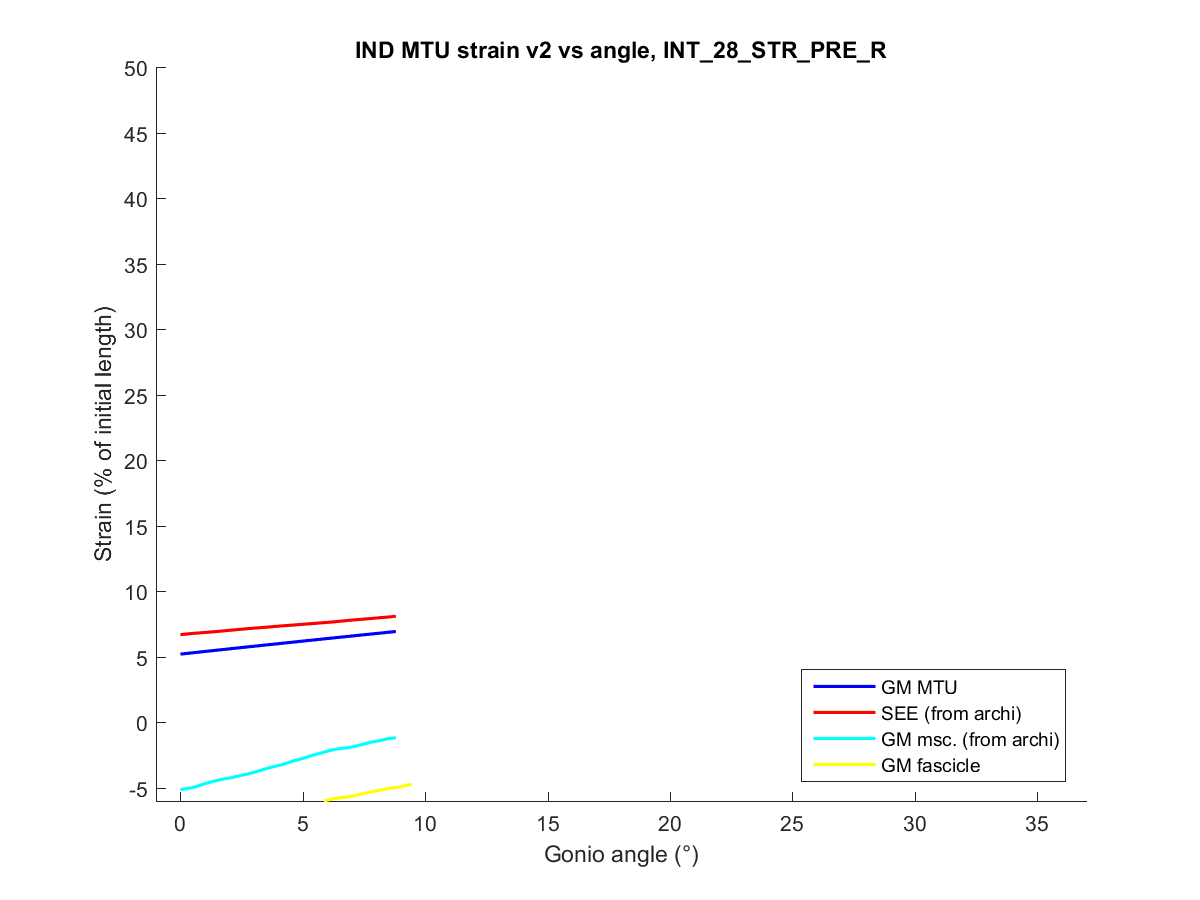 IND MTU strain v2 vs angle, INT_28_STR_PRE_R
50
45
40
35
30
25
20
15
10
5
0
-5
Strain (% of initial length)
GM MTU
SEE (from archi)
GM msc. (from archi)
GM fascicle
0 5 10 15 20 25 30 35
Gonio angle (°)